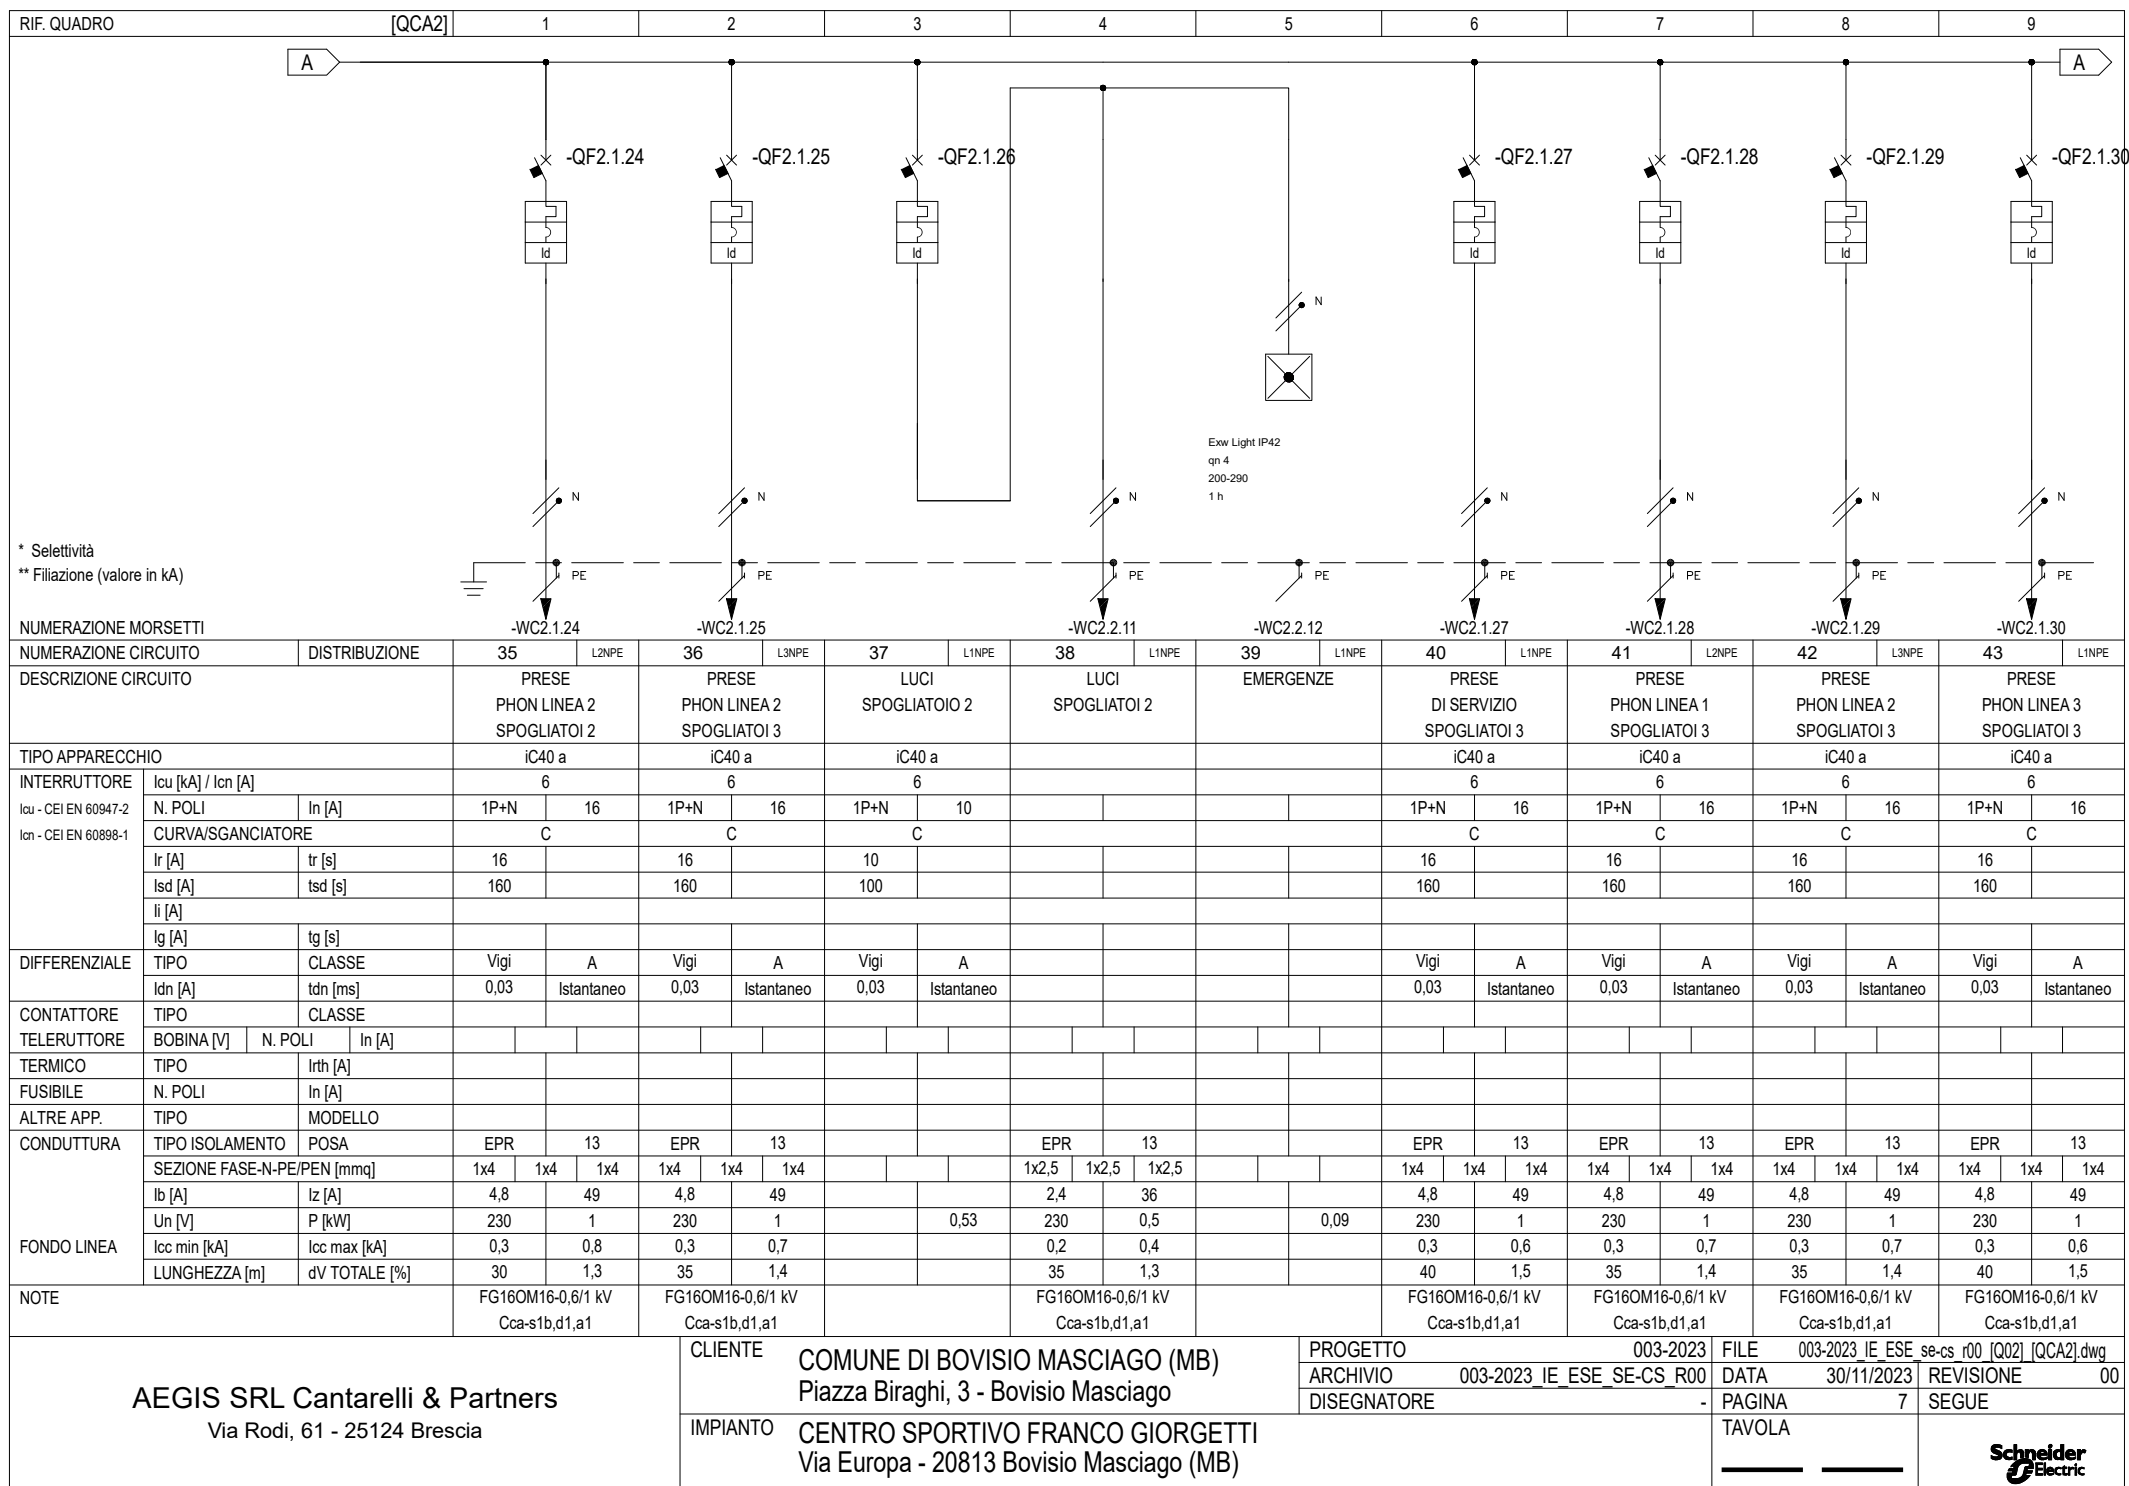 RIF. QUADRO [QCA2] 1 2 3 4 5 6 7 8 9
A A
-QF2.1.24 -QF2.1.25 -QF2.1.26 -QF2.1.27 -QF2.1.28 -QF2.1.29 -QF2.1.30
Id Id Id Id Id Id Id
N
Exw Light IP42
qn 4
200-290
1 h
N N N N N N N
* Selettività
** Filiazione (valore in kA)
PE PE PE PE PE PE PE PE
NUMERAZIONE MORSETTI -WC2.1.24 -WC2.1.25 -WC2.2.11 -WC2.2.12 -WC2.1.27 -WC2.1.28 -WC2.1.29 -WC2.1.30
NUMERAZIONE CIRCUITO DISTRIBUZIONE 35 L2NPE 36 L3NPE 37 L1NPE 38 L1NPE 39 L1NPE 40 L1NPE 41 L2NPE 42 L3NPE 43 L1NPE
DESCRIZIONE CIRCUITO PRESE PRESE LUCI LUCI EMERGENZE PRESE PRESE PRESE PRESE
PHON LINEA 2 PHON LINEA 2 SPOGLIATOIO 2 SPOGLIATOI 2 DI SERVIZIO PHON LINEA 1 PHON LINEA 2 PHON LINEA 3
SPOGLIATOI 2 SPOGLIATOI 3 SPOGLIATOI 3 SPOGLIATOI 3 SPOGLIATOI 3 SPOGLIATOI 3
TIPO APPARECCHIO iC40 a iC40 a iC40 a iC40 a iC40 a iC40 a iC40 a
INTERRUTTORE Icu [kA] / Icn [A] 6 6 6 6 6 6 6
Icu - CEI EN 60947-2 N. POLI In [A] 1P+N 16 1P+N 16 1P+N 10 1P+N 16 1P+N 16 1P+N 16 1P+N 16
Icn - CEI EN 60898-1 CURVA/SGANCIATORE C C C C C C C
Ir [A] tr [s] 16 16 10 16 16 16 16
Isd [A] tsd [s] 160 160 100 160 160 160 160
Ii [A]
Ig [A] tg [s]
DIFFERENZIALE TIPO CLASSE Vigi A Vigi A Vigi A Vigi A Vigi A Vigi A Vigi A
Idn [A] tdn [ms] 0,03 Istantaneo 0,03 Istantaneo 0,03 Istantaneo 0,03 Istantaneo 0,03 Istantaneo 0,03 Istantaneo 0,03 Istantaneo
CONTATTORE TIPO CLASSE
TELERUTTORE BOBINA [V] N. POLI In [A]
TERMICO TIPO Irth [A]
FUSIBILE N. POLI In [A]
ALTRE APP. TIPO MODELLO
CONDUTTURA TIPO ISOLAMENTO POSA EPR 13 EPR 13 EPR 13 EPR 13 EPR 13 EPR 13 EPR 13
SEZIONE FASE-N-PE/PEN [mmq] 1x4 1x4 1x4 1x4 1x4 1x4 1x2,5 1x2,5 1x2,5 1x4 1x4 1x4 1x4 1x4 1x4 1x4 1x4 1x4 1x4 1x4 1x4
Ib [A] Iz [A] 4,8 49 4,8 49 2,4 36 4,8 49 4,8 49 4,8 49 4,8 49
Un [V] P [kW] 230 1 230 1 0,53 230 0,5 0,09 230 1 230 1 230 1 230 1
FONDO LINEA Icc min [kA] Icc max [kA] 0,3 0,8 0,3 0,7 0,2 0,4 0,3 0,6 0,3 0,7 0,3 0,7 0,3 0,6
LUNGHEZZA [m] dV TOTALE [%] 30 1,3 35 1,4 35 1,3 40 1,5 35 1,4 35 1,4 40 1,5
NOTE FG16OM16-0,6/1 kV FG16OM16-0,6/1 kV FG16OM16-0,6/1 kV FG16OM16-0,6/1 kV FG16OM16-0,6/1 kV FG16OM16-0,6/1 kV FG16OM16-0,6/1 kV
Cca-s1b,d1,a1 Cca-s1b,d1,a1 Cca-s1b,d1,a1 Cca-s1b,d1,a1 Cca-s1b,d1,a1 Cca-s1b,d1,a1 Cca-s1b,d1,a1
AEGIS SRL Cantarelli & Partners
Via Rodi, 61 - 25124 Brescia
CLIENTE COMUNE DI BOVISIO MASCIAGO (MB)
Piazza Biraghi, 3 - Bovisio Masciago
IMPIANTO CENTRO SPORTIVO FRANCO GIORGETTI
Via Europa - 20813 Bovisio Masciago (MB)
PROGETTO 003-2023 FILE 003-2023_IE_ESE_se-cs_r00_[Q02]_[QCA2].dwg
ARCHIVIO 003-2023_IE_ESE_SE-CS_R00 DATA 30/11/2023 REVISIONE 00
DISEGNATORE - PAGINA 7 SEGUE
TAVOLA
Schneider
Electric